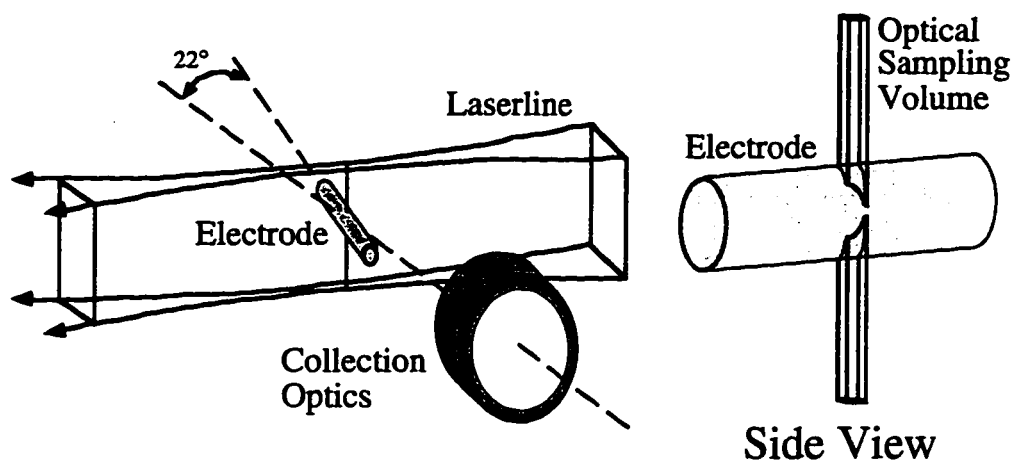 22°
Laserline
Electrode
Collection
Optics
Optical
Sampling
Volume
Electrode
Side View